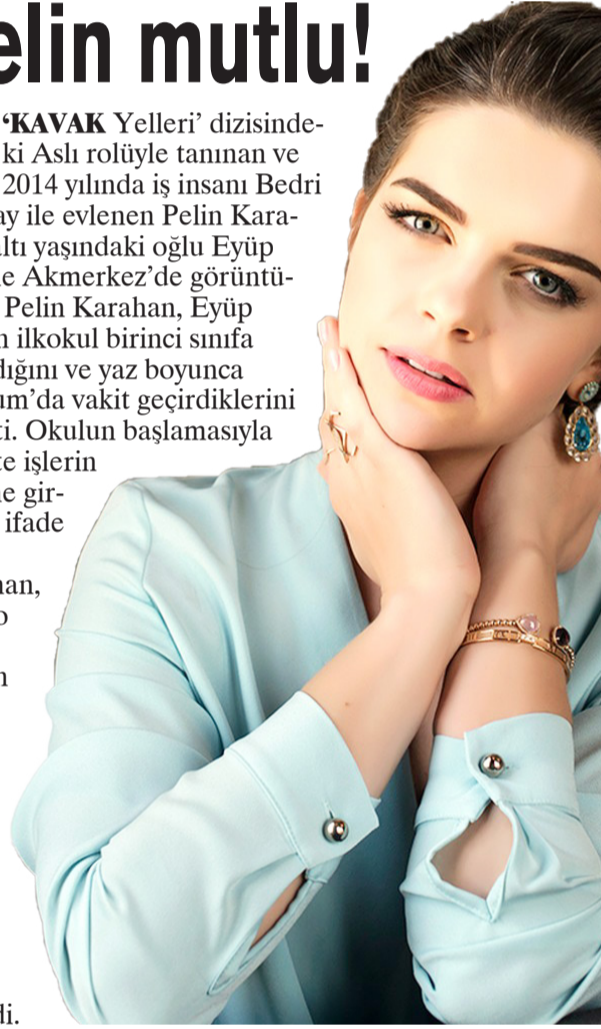 elin mutlu!
‘KAVAK Yelleri’ dizisinde-
ki Aslı rolüyle tanınan ve
2014 yılında iş insanı Bedri
ay ile evlenen Pelin Kara-
altı yaşındaki oğlu Eyüp
le Akmerkez’de görüntü-
Pelin Karahan, Eyüp
n ilkokul birinci sınıfa
dığını ve yaz boyunca
um’da vakit geçirdiklerini
ti. Okulun başlamasıyla
te işlerin
e gir-
ifade
han,
o
n
di.